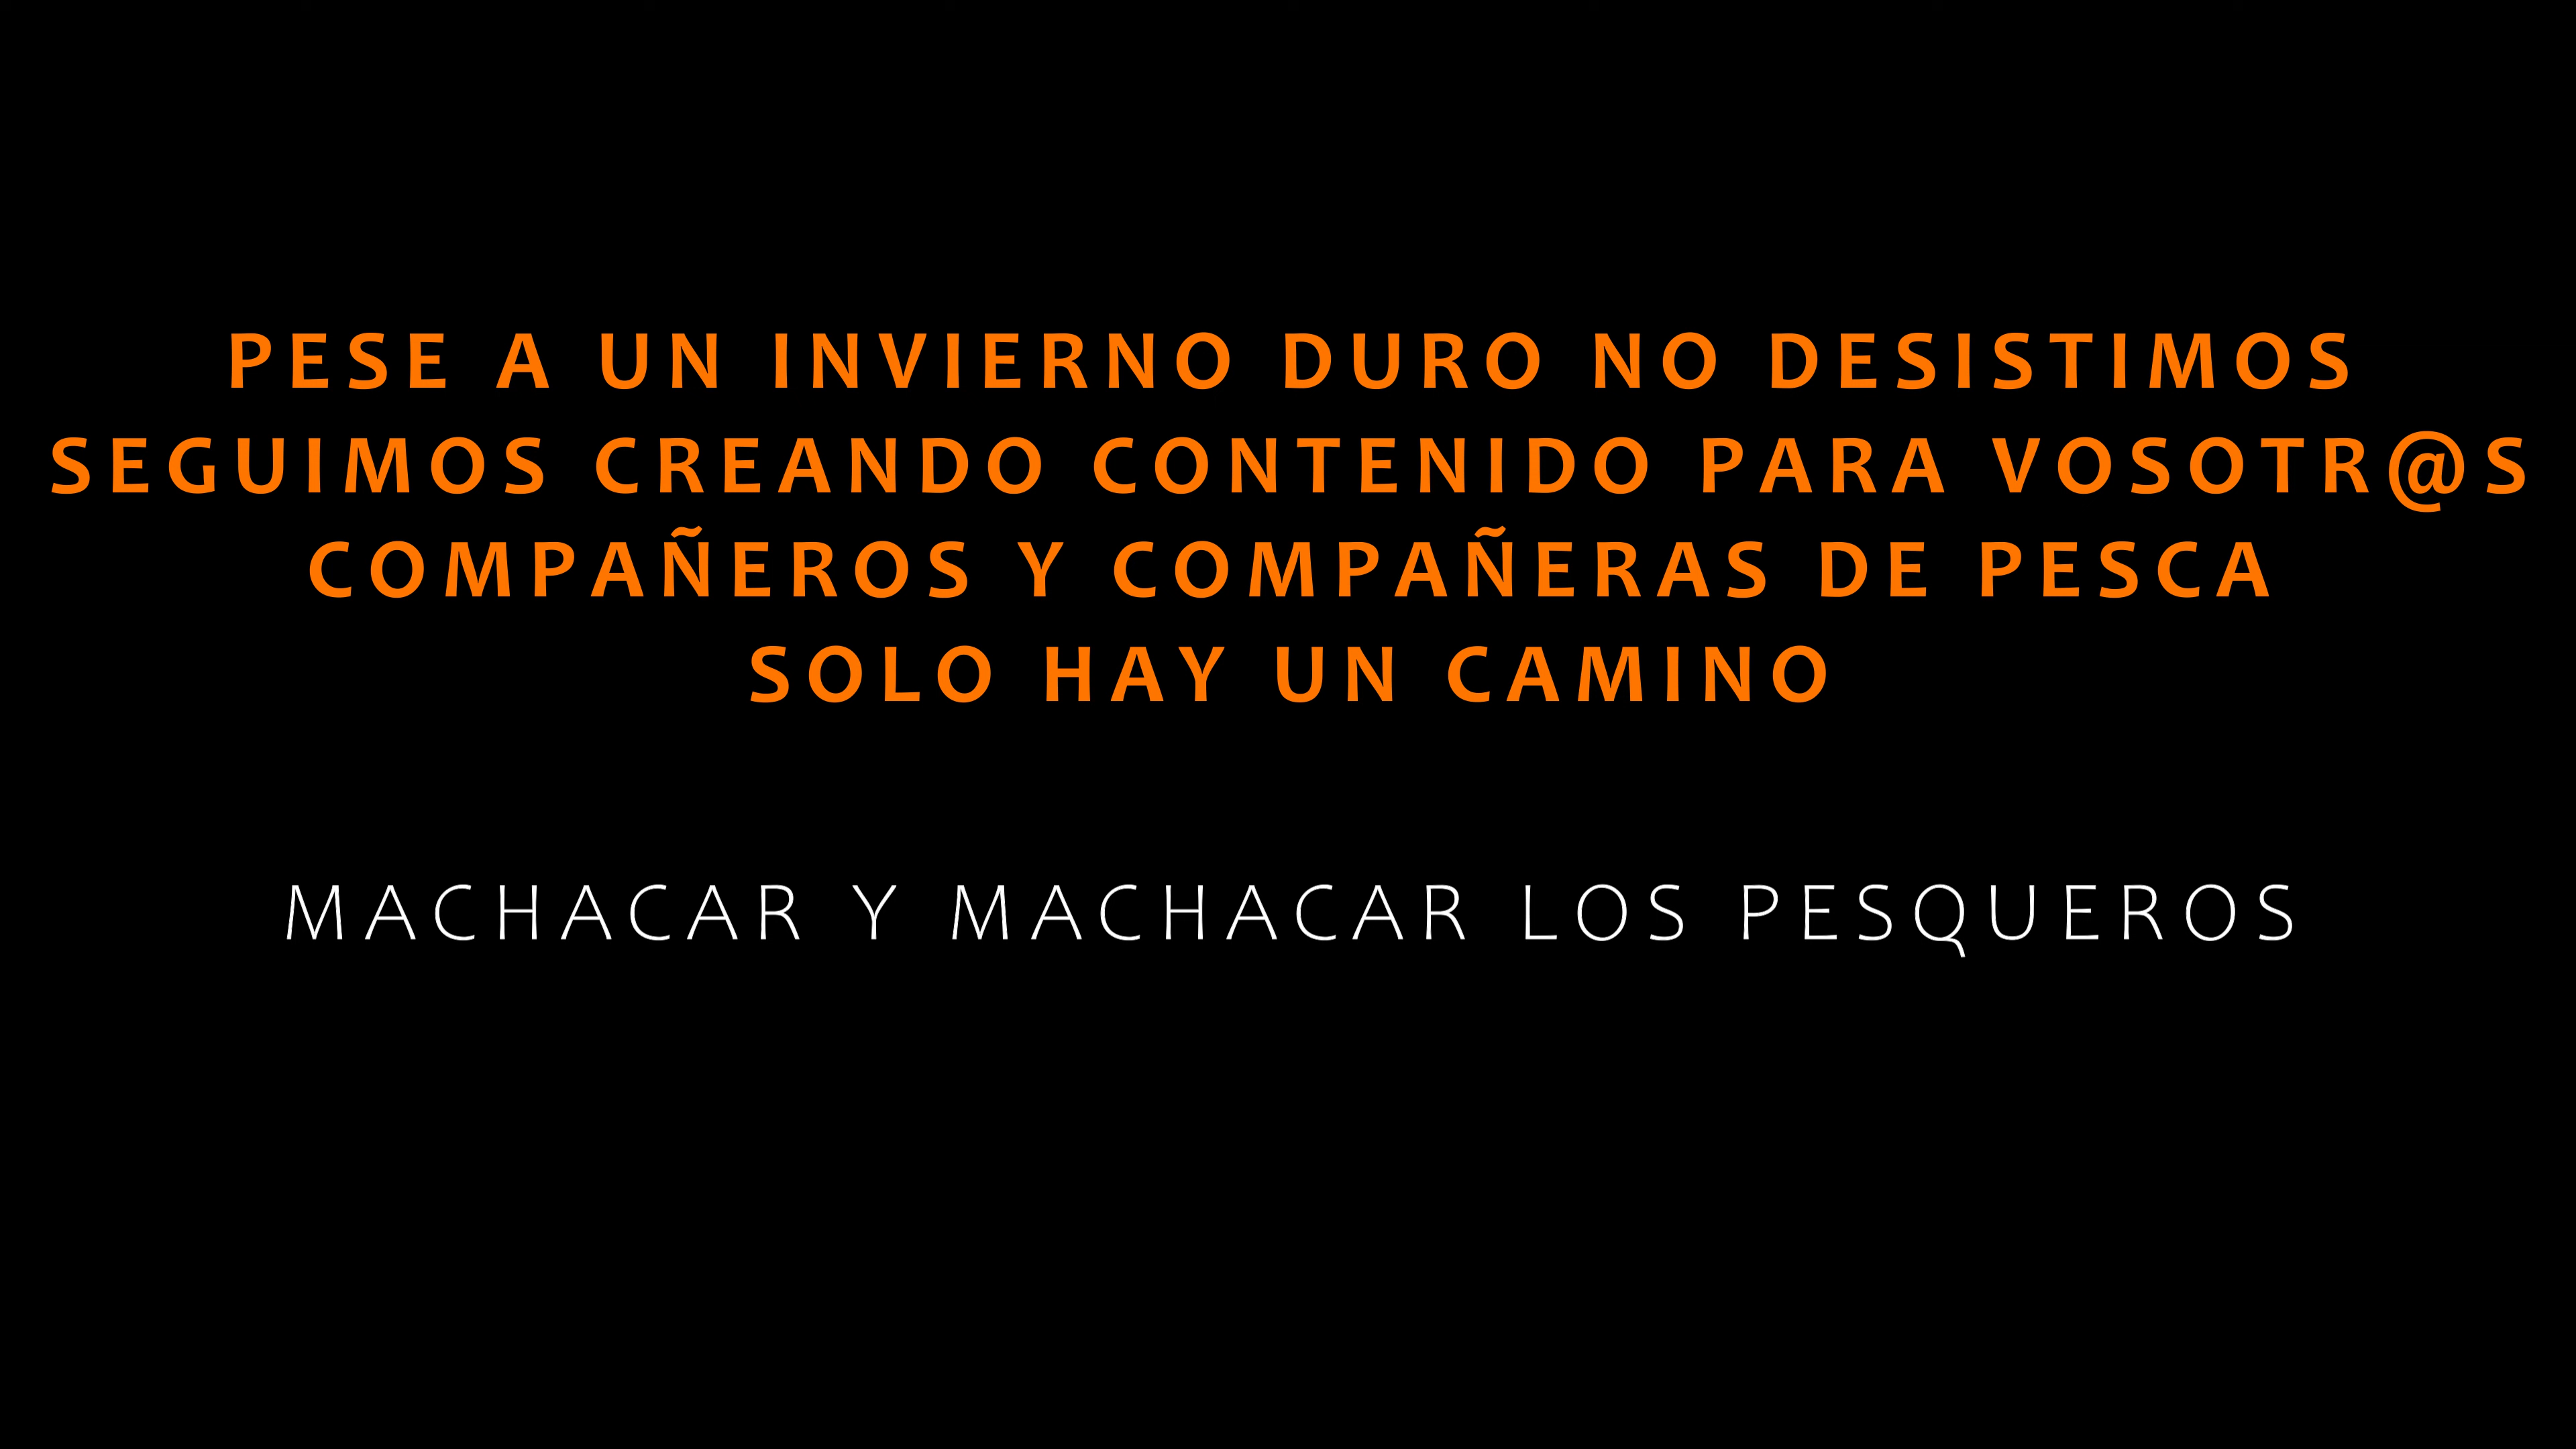 PESE A UN INVIERNO DURO NO DESISTIMOS
SEGUIMOS CREANDO CONTENIDO PARA VOSOTR@S
COMPAÑEROS Y COMPAÑERAS DE PESCA
SOLO HAY UN CAMINO
MACHACAR Y MACHACAR LOS PESQUEROS